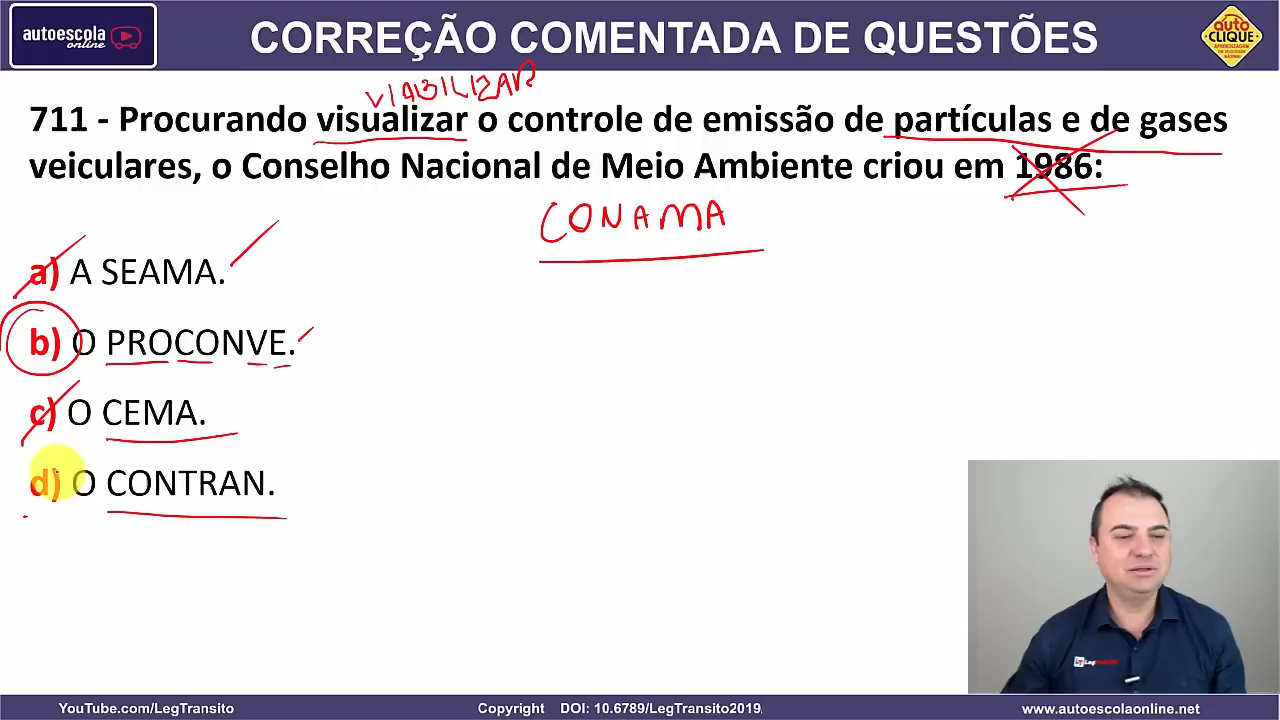 autoescola
online
CORREÇÃO COMENTADA DE QUESTÕES
auto
CLIQUE
VIABILIZAR
711 - Procurando visualizar o controle de emissão de partículas e de gases
veiculares, o Conselho Nacional de Meio Ambiente criou em 1986:
CONAMA
a) A SEAMA.
b) O PROCONVE.
c) O CEMA.
d) O CONTRAN.
YouTube.com/LegTransito
Copyright DOI: 10.6789/LegTransito2019
www.autoescolaonline.net